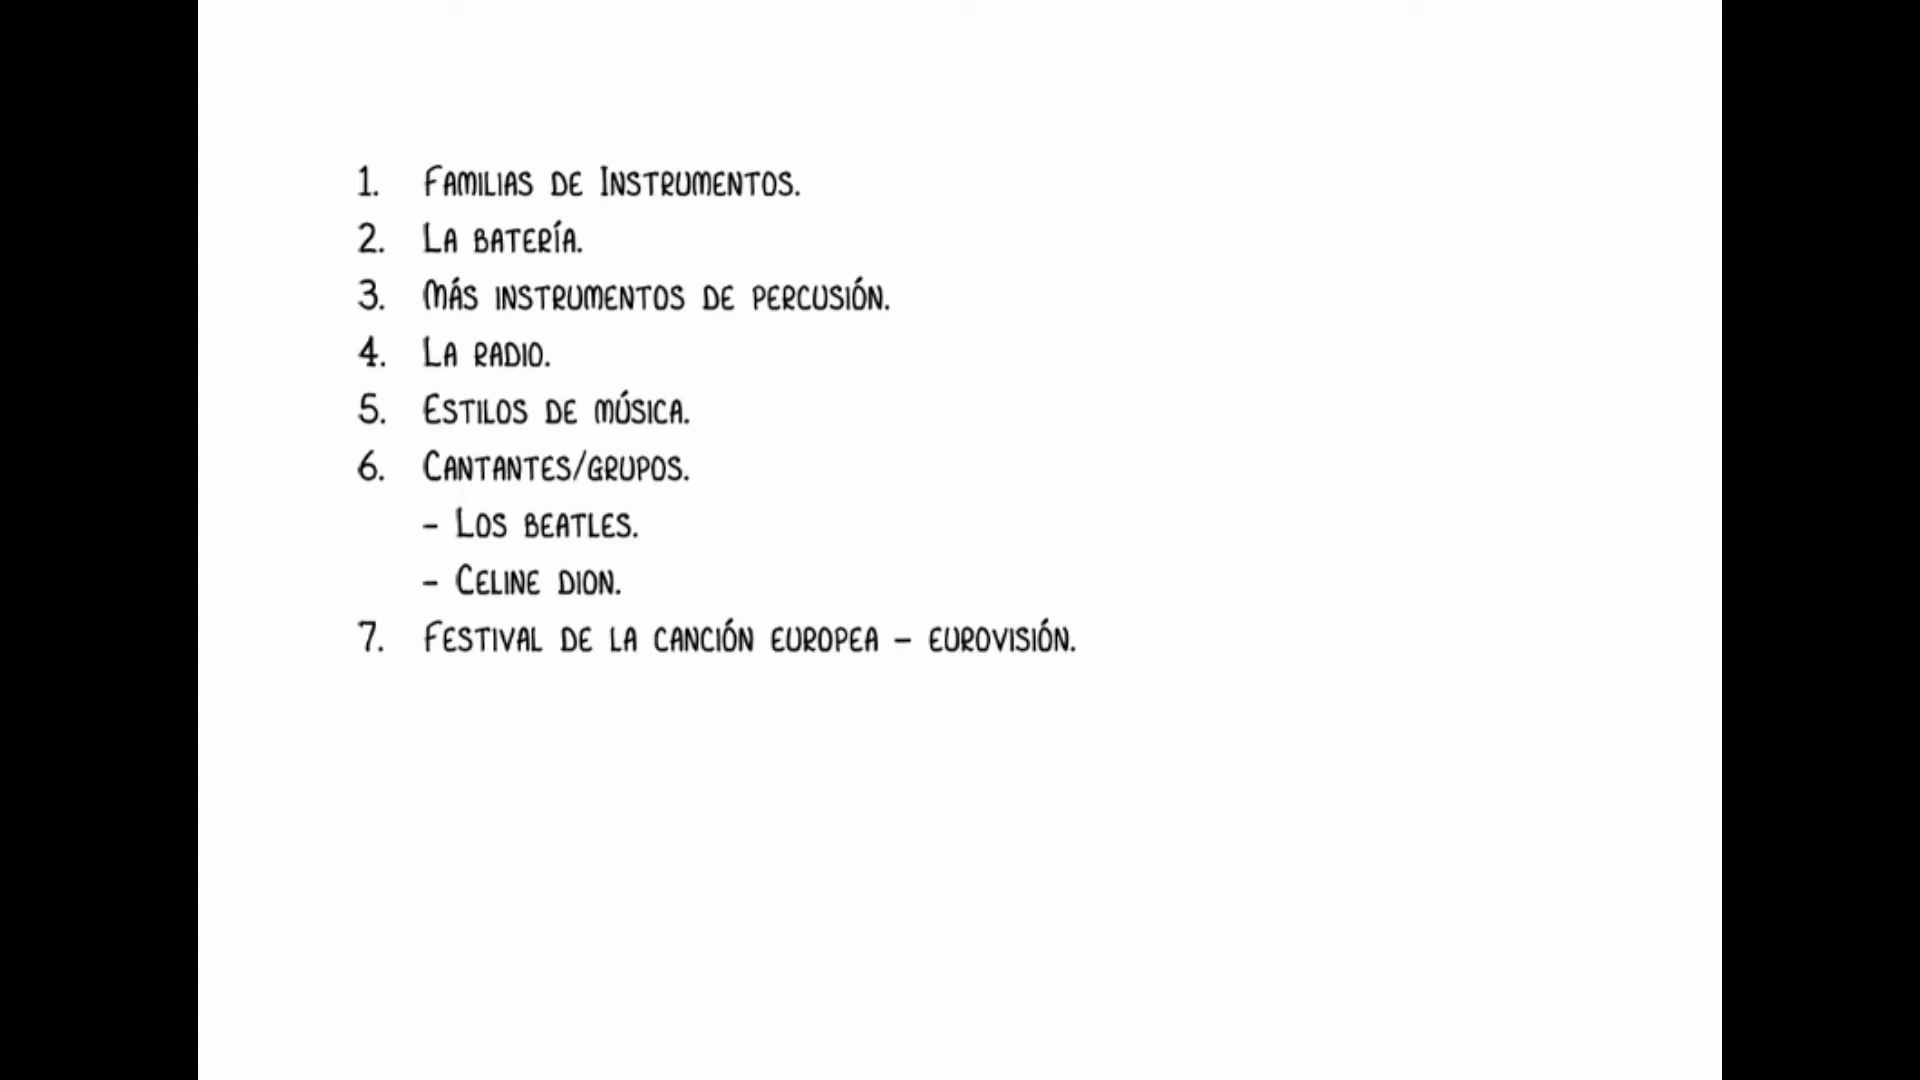 1. Familias de Instrumentos.
2. La batería.
3. Más instrumentos de percusión.
4. La radio.
5. Estilos de música.
6. Cantantes/grupos.
- Los beatles.
- Celine dion.
7. Festival de la canción europea - eurovisión.